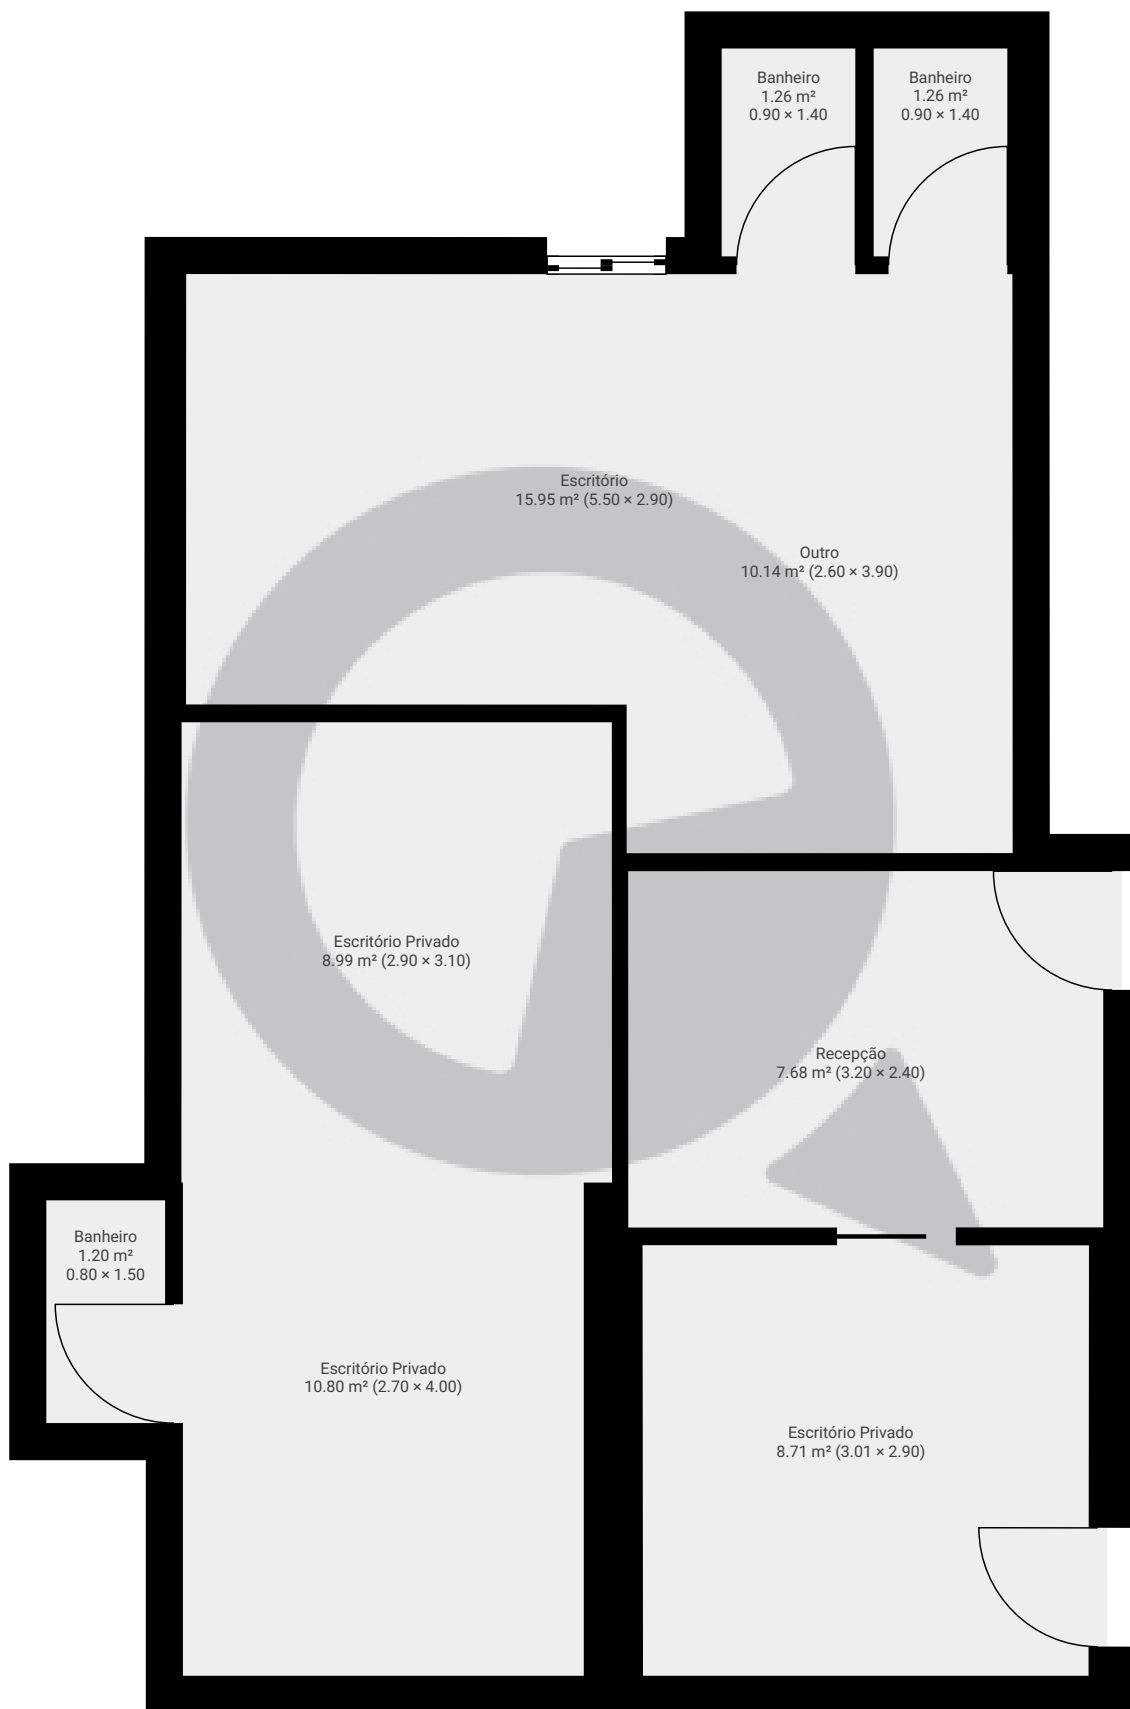 Banheiro
1.26 m²
0.90 × 1.40
Banheiro
1.26 m²
0.90 × 1.40
Escritório
15.95 m² (5.50 × 2.90)
Outro
10.14 m² (2.60 × 3.90)
Escritório Privado
8.99 m² (2.90 × 3.10)
Recepção
7.68 m² (3.20 × 2.40)
Banheiro
1.20 m²
0.80 × 1.50
Escritório Privado
10.80 m² (2.70 × 4.00)
Escritório Privado
8.71 m² (3.01 × 2.90)